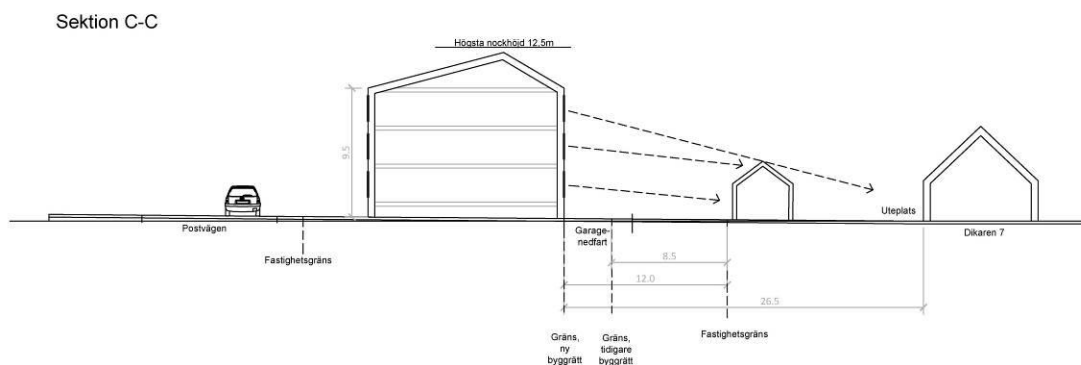 Sektion C-C
Högsta nockhöjd 12,5m
9.5
Uteplats
Postvägen
Garage-
nedfart
Dikaren 7
Fastighetsgräns
8.5
12.0
26.5
Gräns,
ny
byggrätt
Gräns,
tidigare
byggrätt
Fastighetsgräns